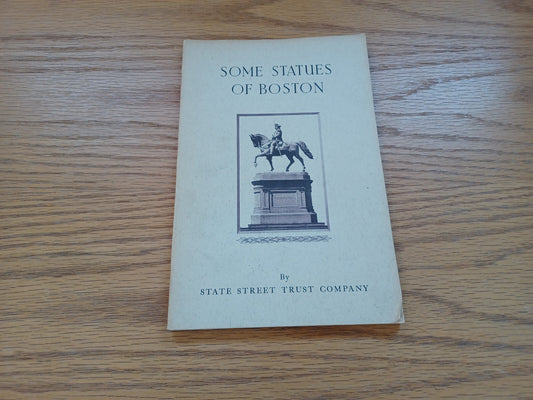 SOME STATUES
OF BOSTON
By
STATE STREET TRUST COMPANY